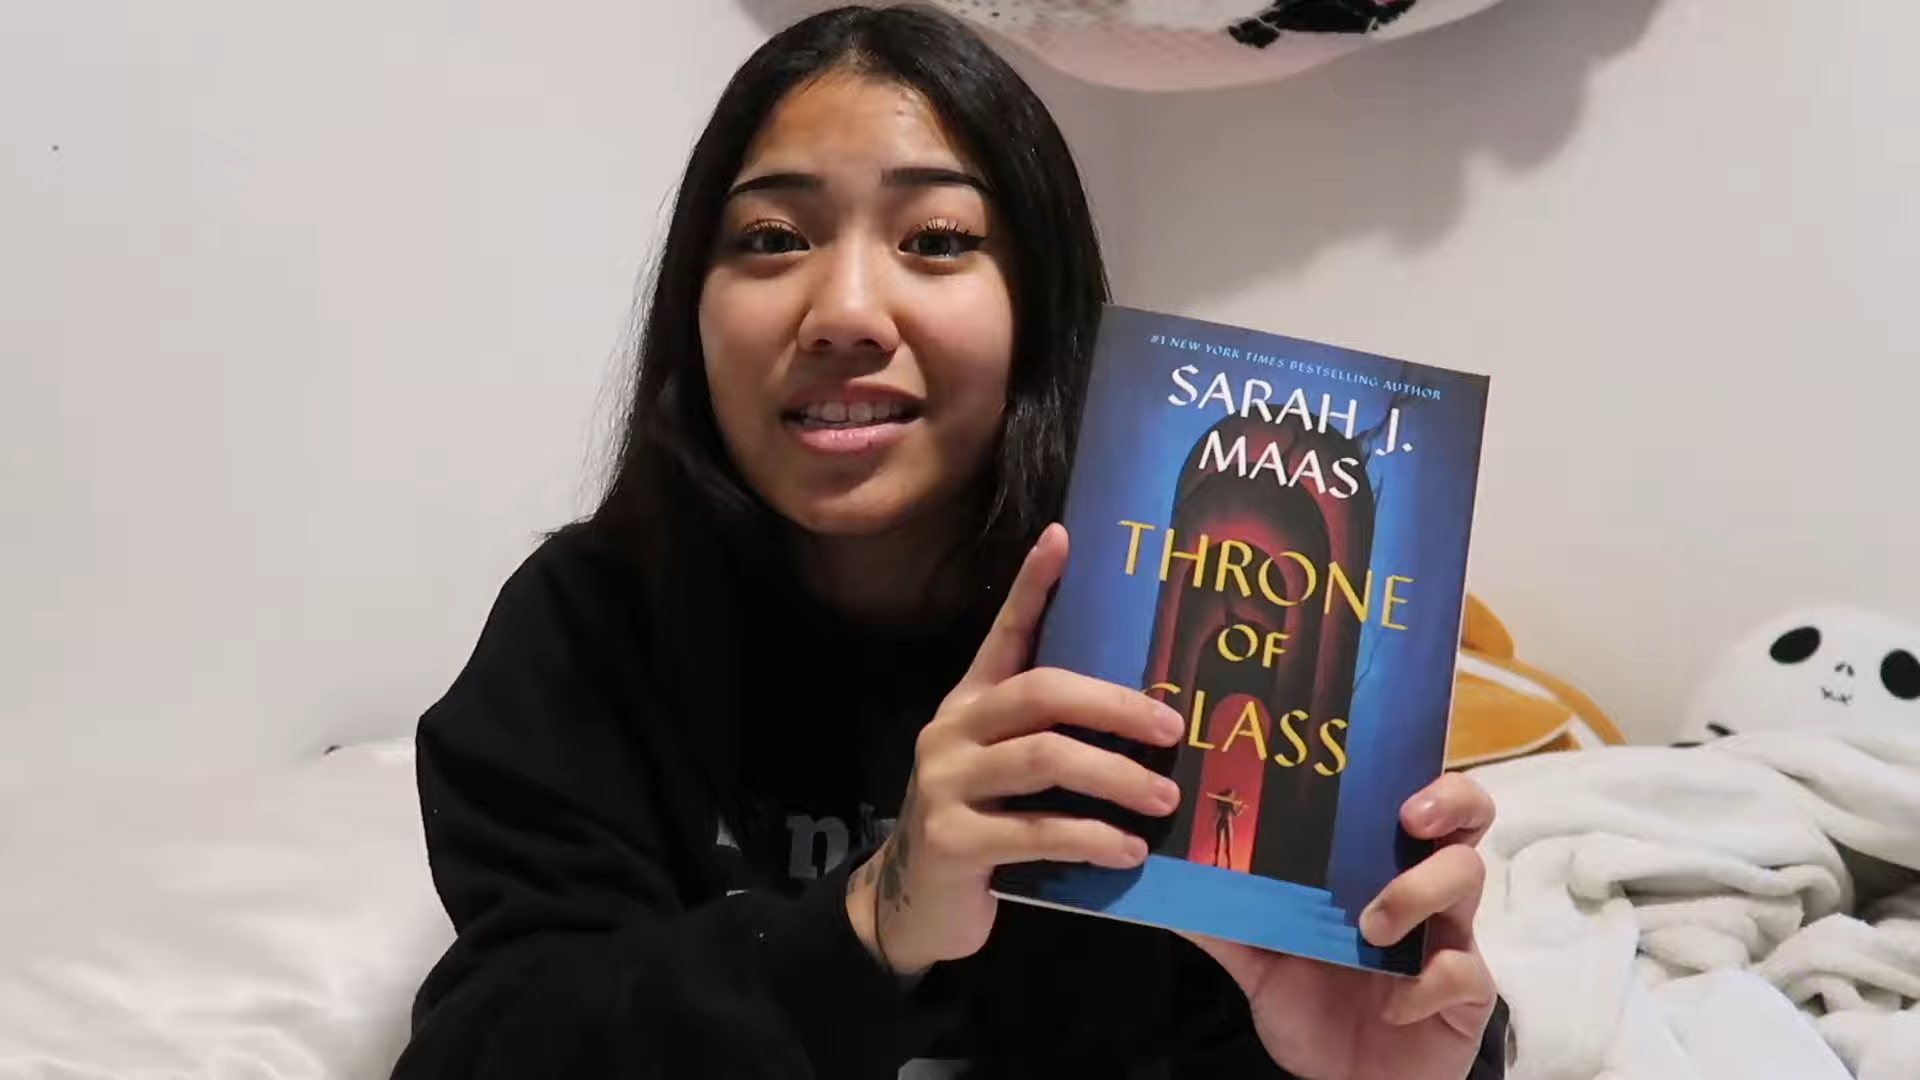 #1 NEW YORK TIMES BESTSELLING AUTHOR
SARAH J.
MAAS
THRONE
OF
GLASS